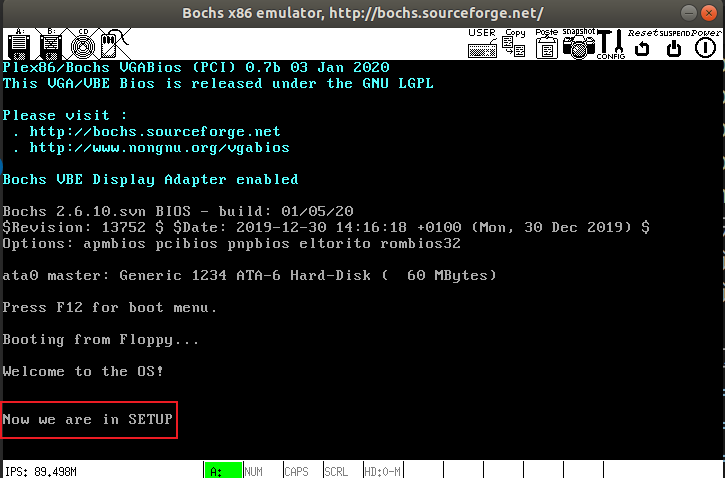 Bochs x86 emulator, http://bochs.sourceforge.net/
A: B: CD USER Copy Paste snapshot CONFIG Reset SUSPEND Power
Plex86/Bochs VGABios (PCI) 0.7b 03 Jan 2020
This VGA/VBE Bios is released under the GNU LGPL
Please visit :
. http://bochs.sourceforge.net
. http://www.nongnu.org/vgabios
Bochs VBE Display Adapter enabled
Bochs 2.6.10.svn BIOS - build: 01/05/20
$Revision: 13752 $ $Date: 2019-12-30 14:16:18 +0100 (Mon, 30 Dec 2019) $
Options: apmbios pcibios pnpbios eltorito rombios32
ata0 master: Generic 1234 ATA-6 Hard-Disk (  60 MBytes)
Press F12 for boot menu.
Booting from Floppy...
Welcome to the OS!
Now we are in SETUP
IPS: 89.498M A: NUM CAPS SCRL HD:0-M